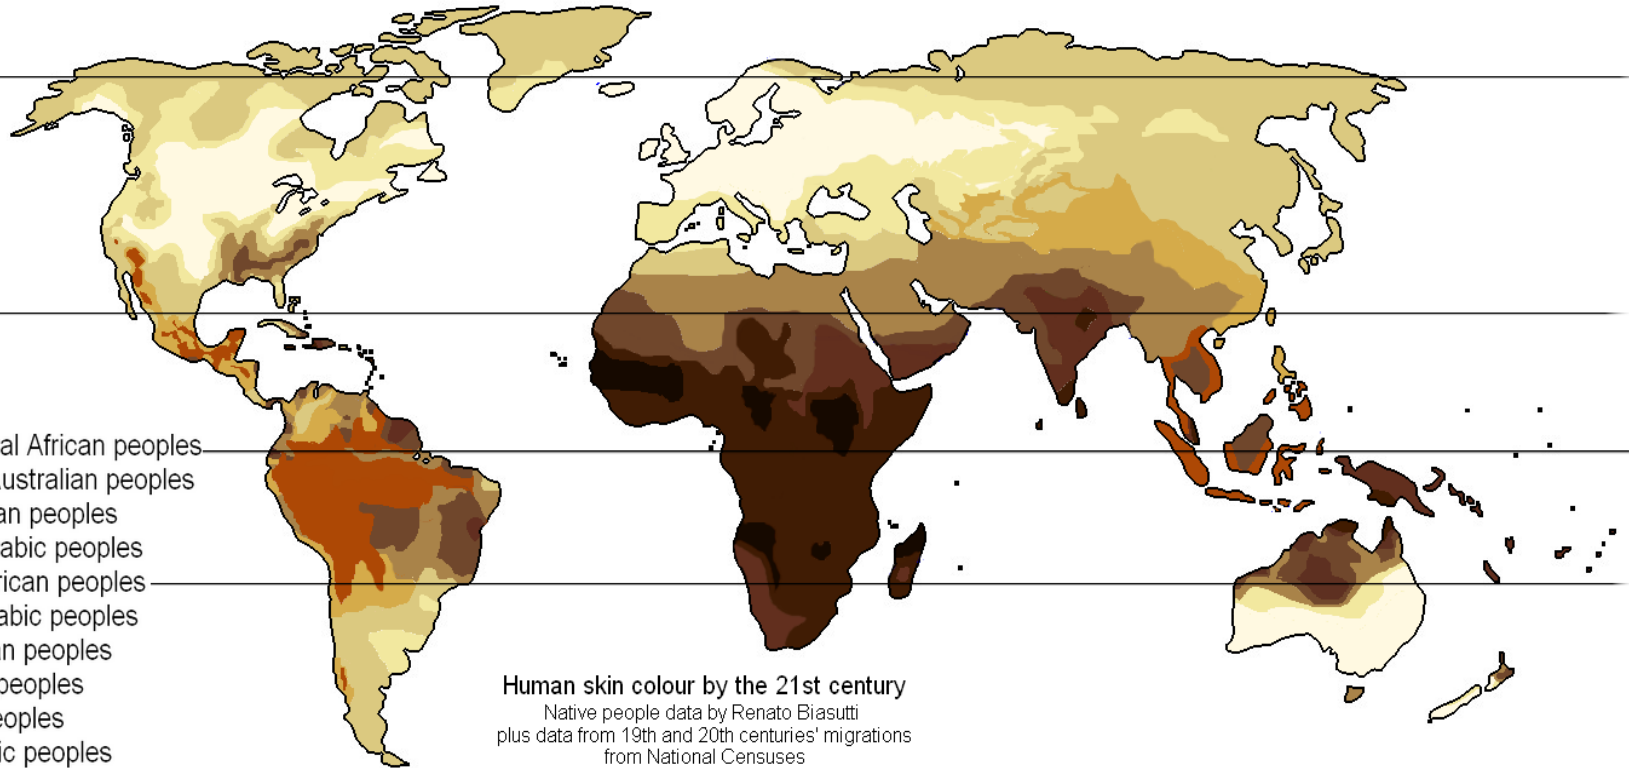 al African peoples
Australian peoples
an peoples
abic peoples
rican peoples
abic peoples
an peoples
peoples
eoples
ic peoples
Human skin colour by the 21st century
Native people data by Renato Biasutti
plus data from 19th and 20th centuries' migrations
from National Censuses